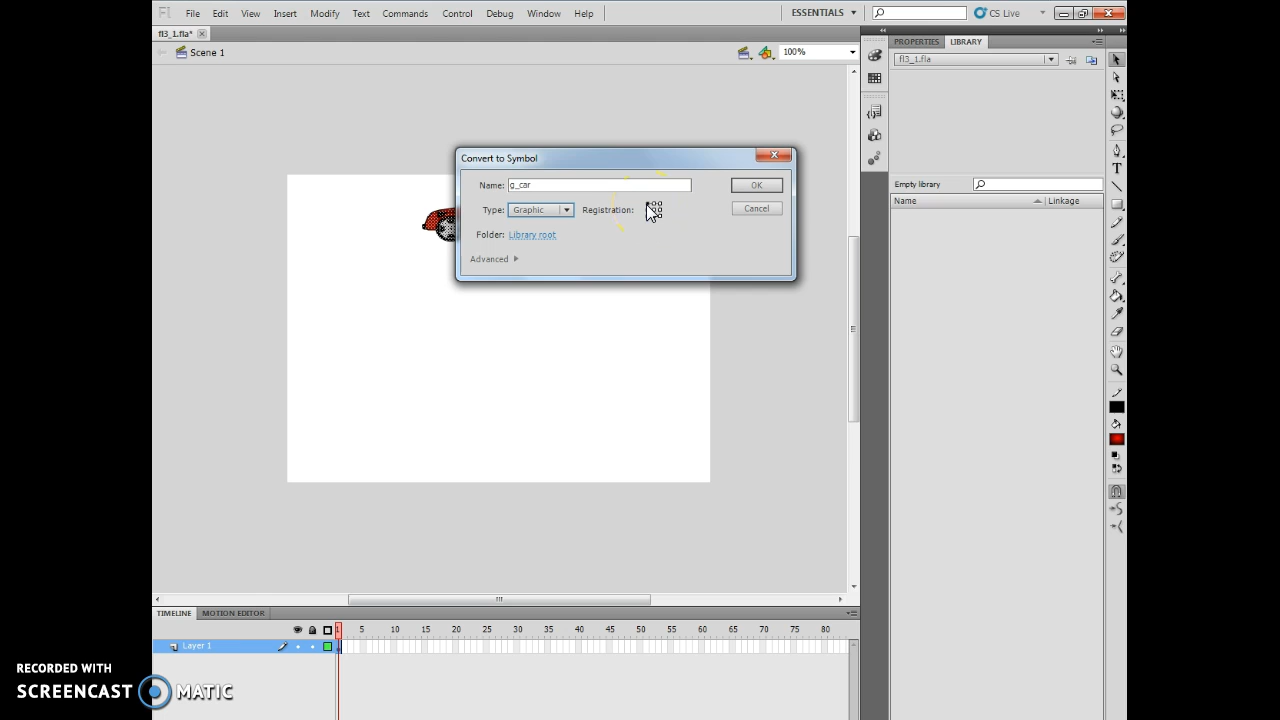 Fl File Edit View Insert Modify Text Commands Control Debug Window Help ESSENTIALS CS Live
fl3_1.fla*
Scene 1 100%
PROPERTIES LIBRARY
fl3_1.fla
Empty library
Name Linkage
Convert to Symbol
Name: g_car OK
Type: Graphic Registration: Cancel
Folder: Library root
Advanced
TIMELINE MOTION EDITOR
1 5 10 15 20 25 30 35 40 45 50 55 60 65 70 75 80
Layer 1
RECORDED WITH
SCREENCAST MATIC